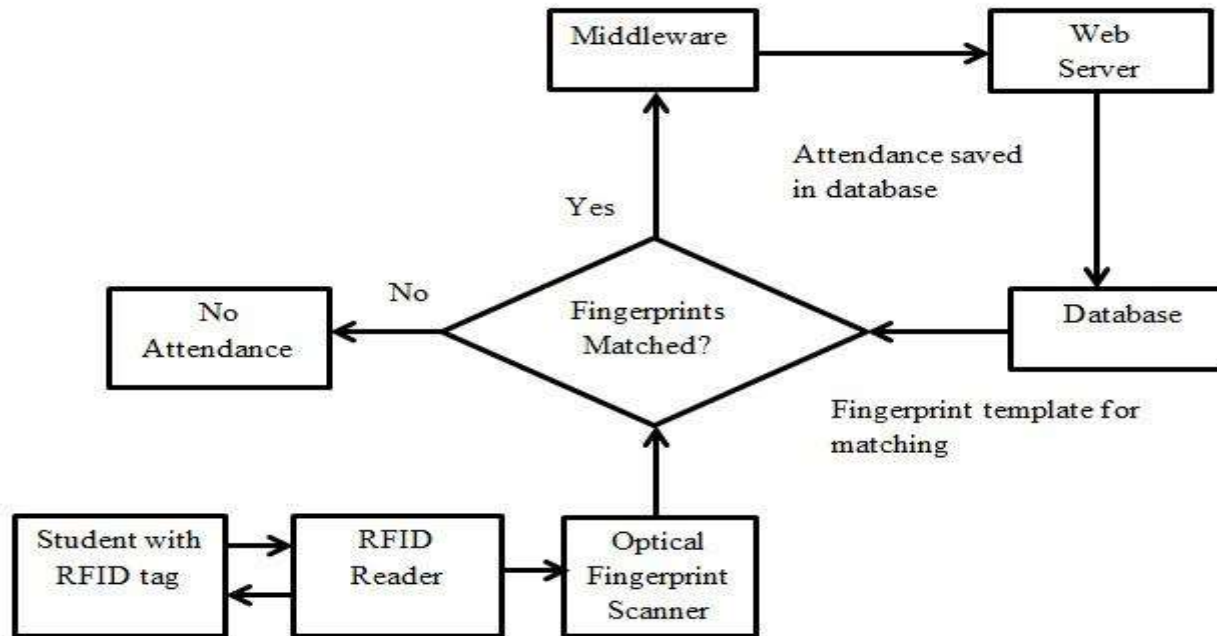 Middleware
Web
Server
Attendance saved
in database
Yes
No
No
Attendance
Fingerprints
Matched?
Database
Fingerprint template for
matching
Student with
RFID tag
RFID
Reader
Optical
Fingerprint
Scanner